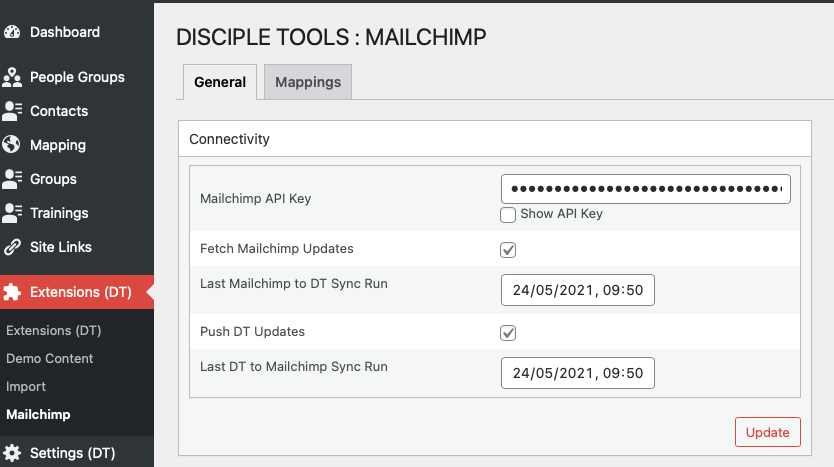 Dashboard
People Groups
Contacts
Mapping
Groups
Trainings
Site Links
Extensions (DT)
Extensions (DT)
Demo Content
Import
Mailchimp
Settings (DT)
DISCIPLE TOOLS : MAILCHIMP
General Mappings
Connectivity
Mailchimp API Key
Show API Key
Fetch Mailchimp Updates
Last Mailchimp to DT Sync Run 24/05/2021, 09:50
Push DT Updates
Last DT to Mailchimp Sync Run 24/05/2021, 09:50
Update